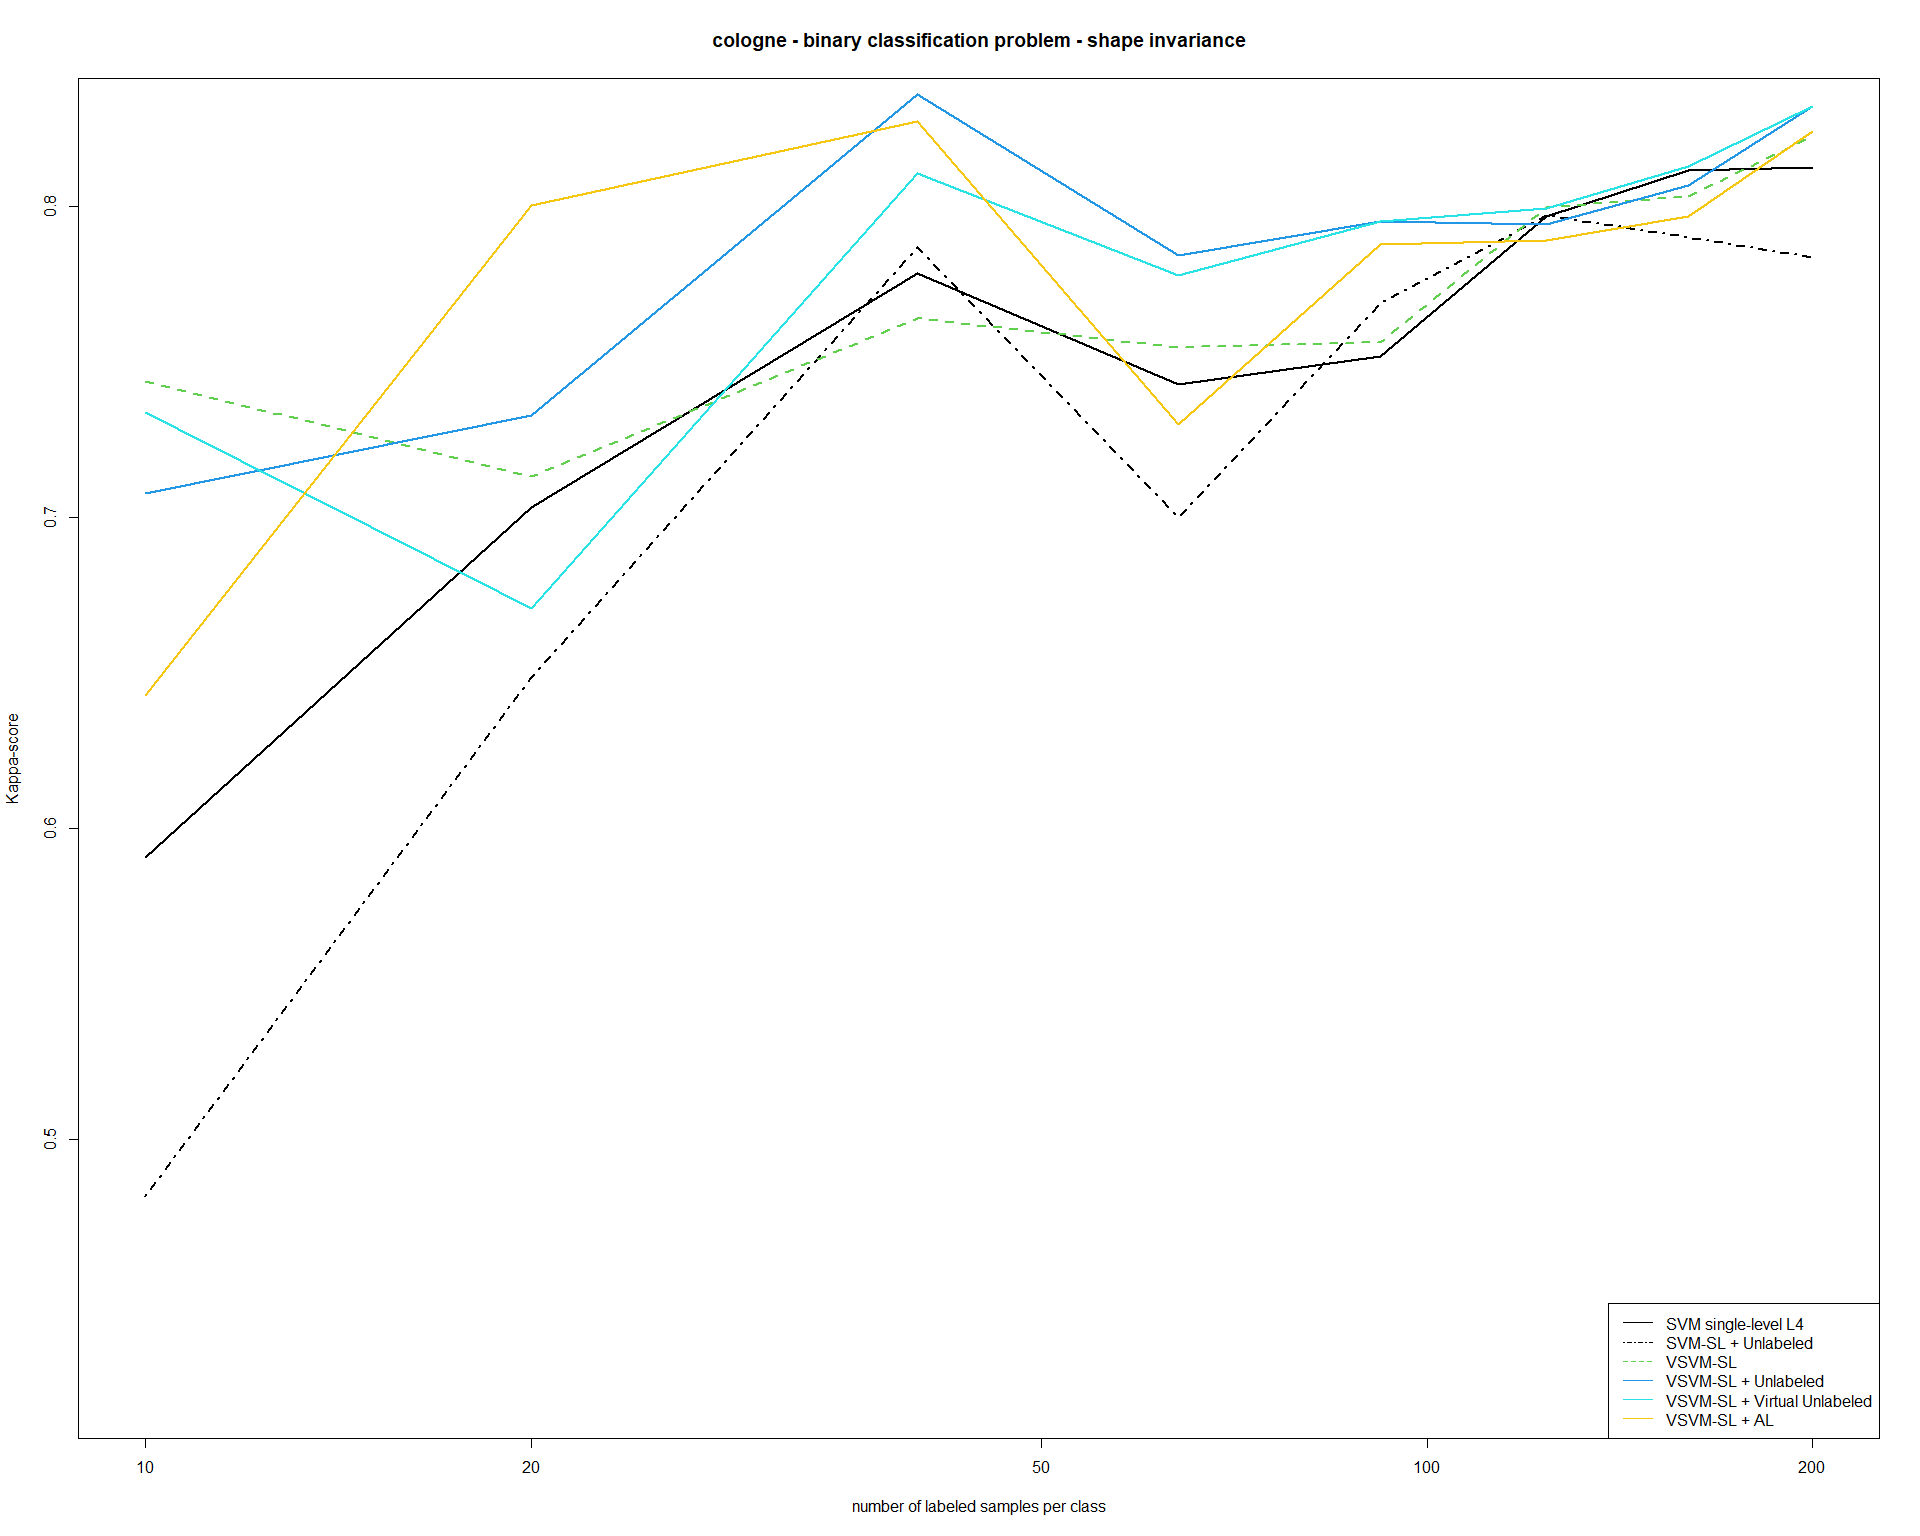 cologne - binary classification problem - shape invariance
Kappa-score
0.8
0.7
0.6
0.5
10
20
50
100
200
number of labeled samples per class
SVM single-level L4
SVM-SL + Unlabeled
VSVM-SL
VSVM-SL + Unlabeled
VSVM-SL + Virtual Unlabeled
VSVM-SL + AL